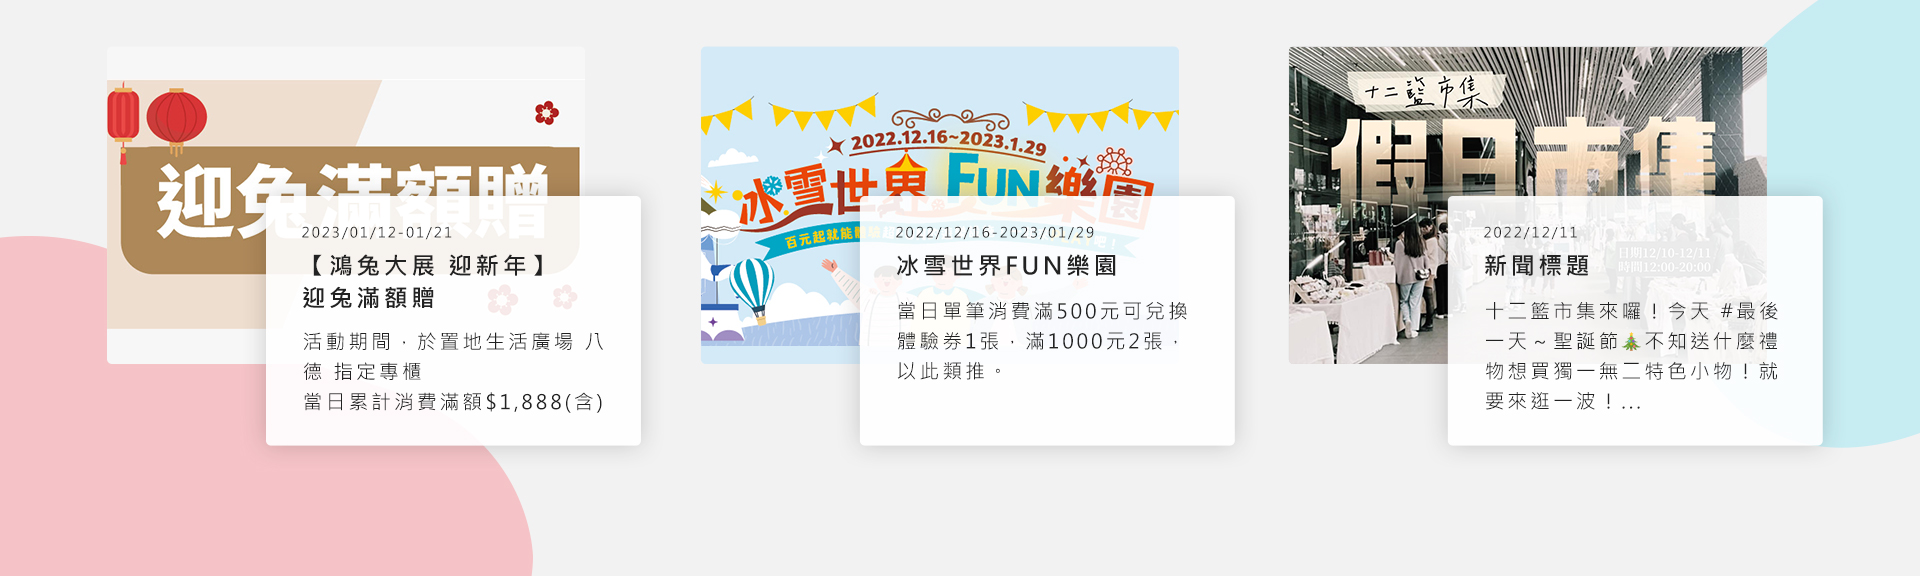 迎兔滿額贈
2023/01/12-01/21
【鴻兔大展 迎新年】
迎兔滿額贈
活動期間，於置地生活廣場 八
德 指定專櫃
當日累計消費滿額$1,888(含)
2022.12.16~2023.1.29
冰雪世界FUN樂園
百元起就能
2022/12/16-2023/01/29
冰雪世界FUN樂園
當日單筆消費滿500元可兌換
體驗券1張，滿1000元2張，
以此類推。
十二籃市集
假日市集
日期12/10-12/11
時間12:00-20:00
2022/12/11
新聞標題
十二籃市集來囉！今天 #最後
一天～聖誕節🎄不知送什麼禮
物想買獨一無二特色小物！就
要來逛一波！...